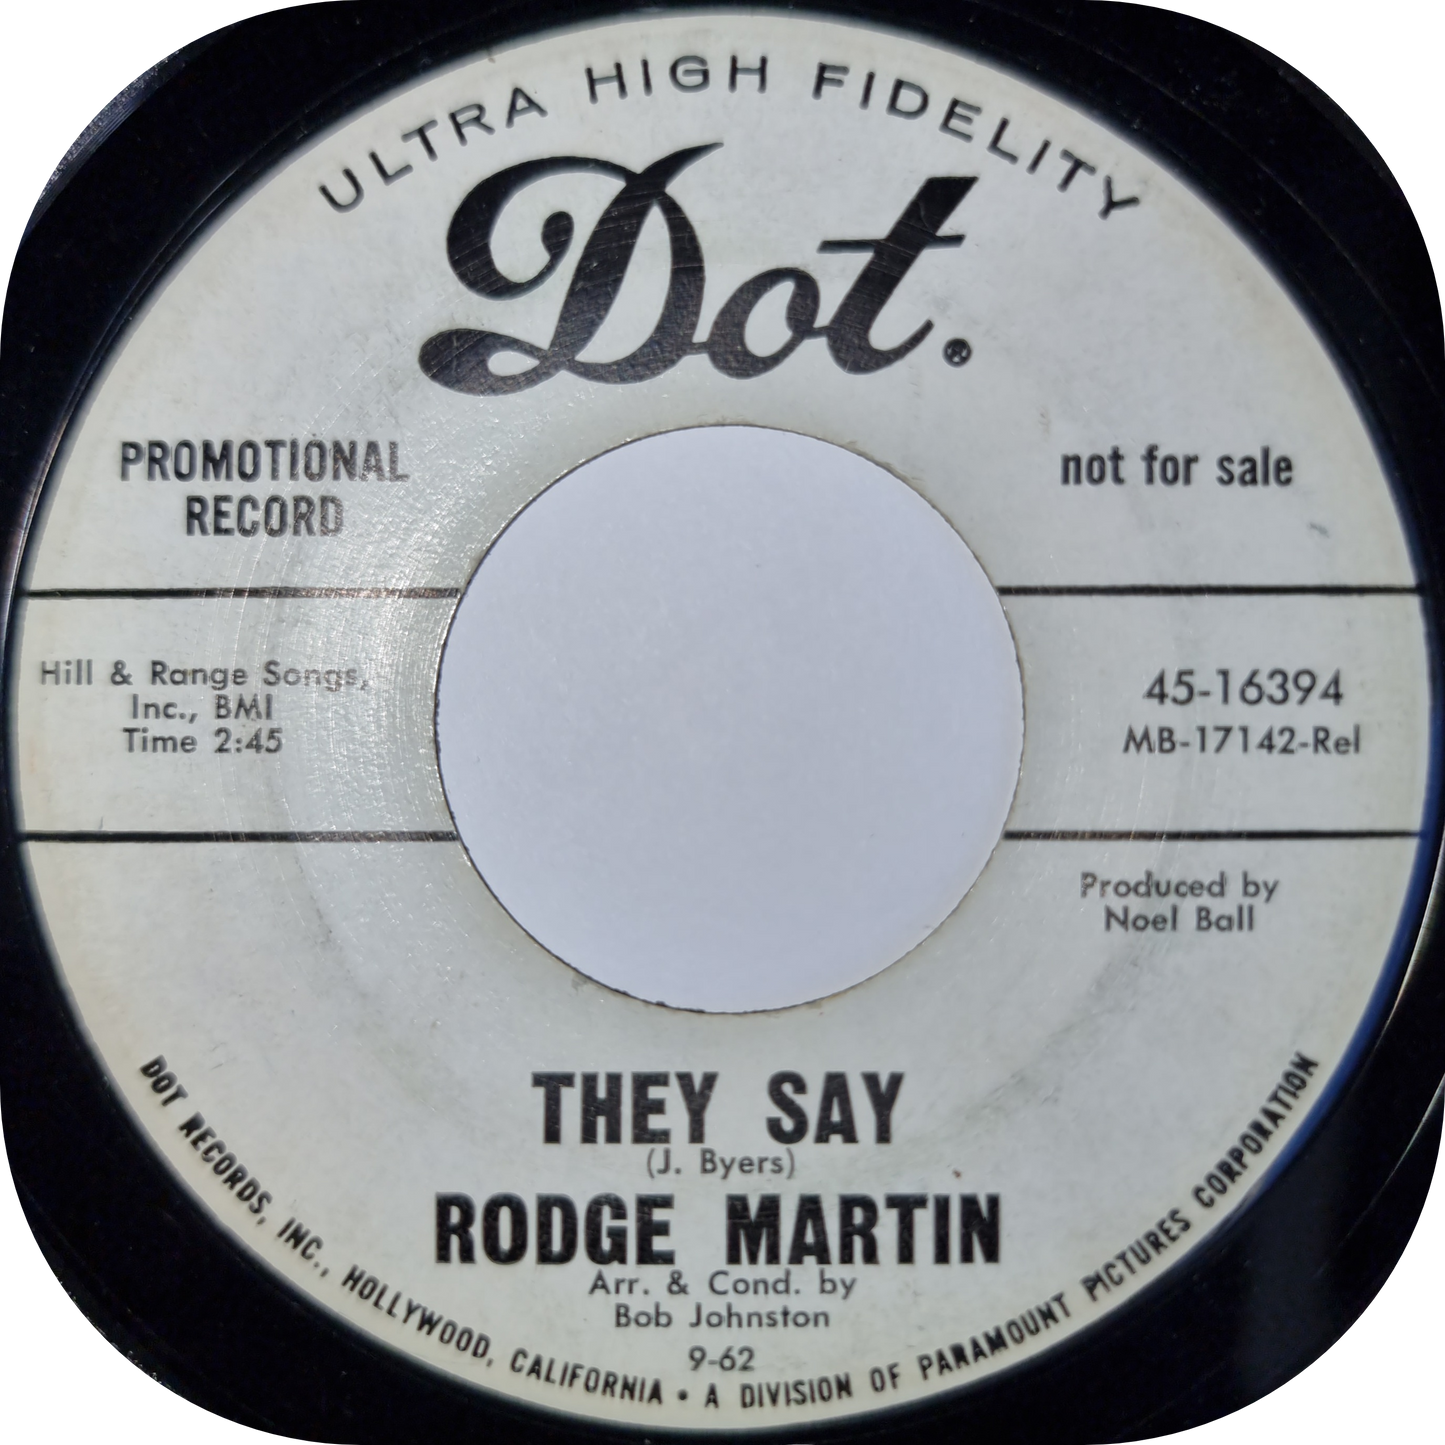 ULTRA HIGH FIDELITY
Dot.®
PROMOTIONAL
RECORD
not for sale
Hill & Range Songs,
Inc., BMI
Time 2:45
45-16394
MB-17142-Rel
Produced by
Noel Ball
THEY SAY
(J. Byers)
RODGE MARTIN
Arr. & Cond. by
Bob Johnston
9-62
DOT RECORDS, INC., HOLLYWOOD, CALIFORNIA • A DIVISION OF PARAMOUNT PICTURES CORPORATION